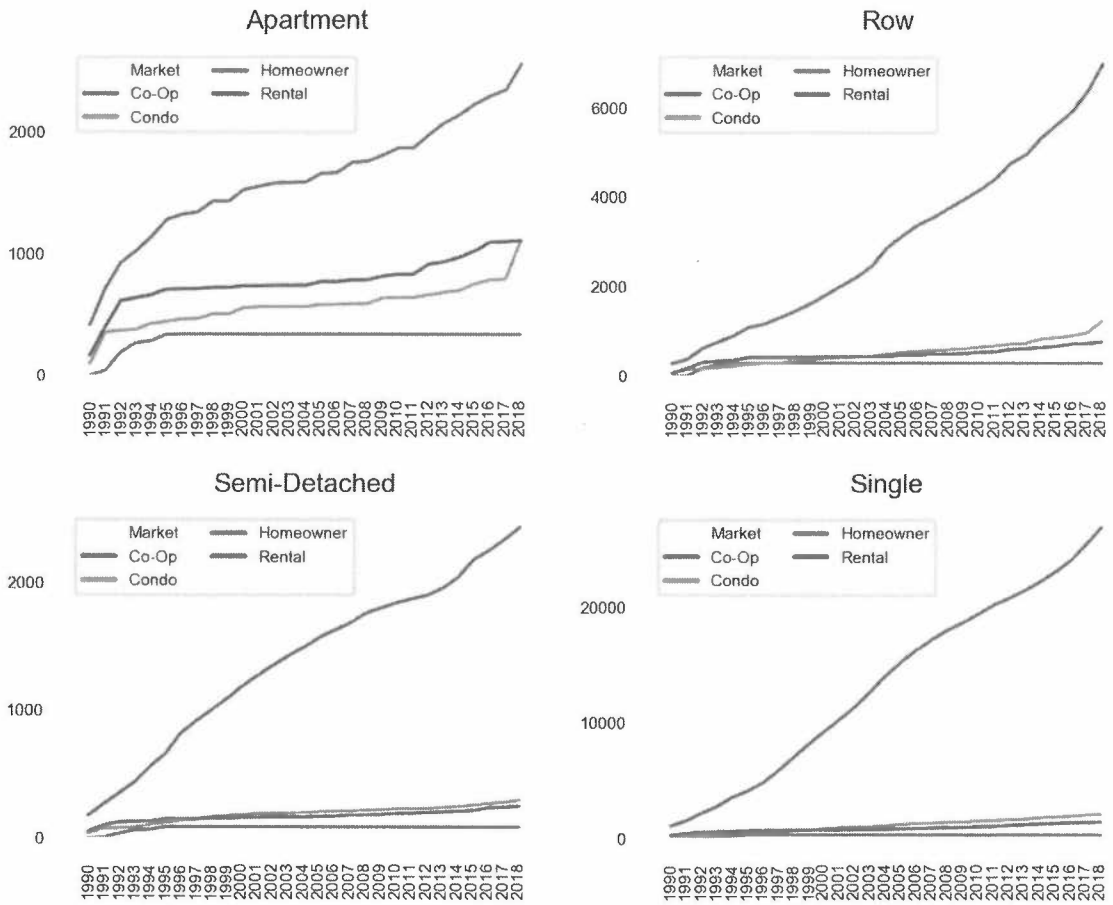 Apartment
Market Homeowner
Co-Op Rental
Condo
2000
1000
0
1990 1991 1992 1993 1994 1995 1996 1997 1998 1999 2000 2001 2002 2003 2004 2005 2006 2007 2008 2009 2010 2011 2012 2013 2014 2015 2016 2017 2018
Row
Market Homeowner
Co-Op Rental
Condo
6000
4000
2000
0
1990 1991 1992 1993 1994 1995 1996 1997 1998 1999 2000 2001 2002 2003 2004 2005 2006 2007 2008 2009 2010 2011 2012 2013 2014 2015 2016 2017 2018
Semi-Detached
Market Homeowner
Co-Op Rental
Condo
2000
1000
0
1990 1991 1992 1993 1994 1995 1996 1997 1998 1999 2000 2001 2002 2003 2004 2005 2006 2007 2008 2009 2010 2011 2012 2013 2014 2015 2016 2017 2018
Single
Market Homeowner
Co-Op Rental
Condo
20000
10000
0
1990 1991 1992 1993 1994 1995 1996 1997 1998 1999 2000 2001 2002 2003 2004 2005 2006 2007 2008 2009 2010 2011 2012 2013 2014 2015 2016 2017 2018